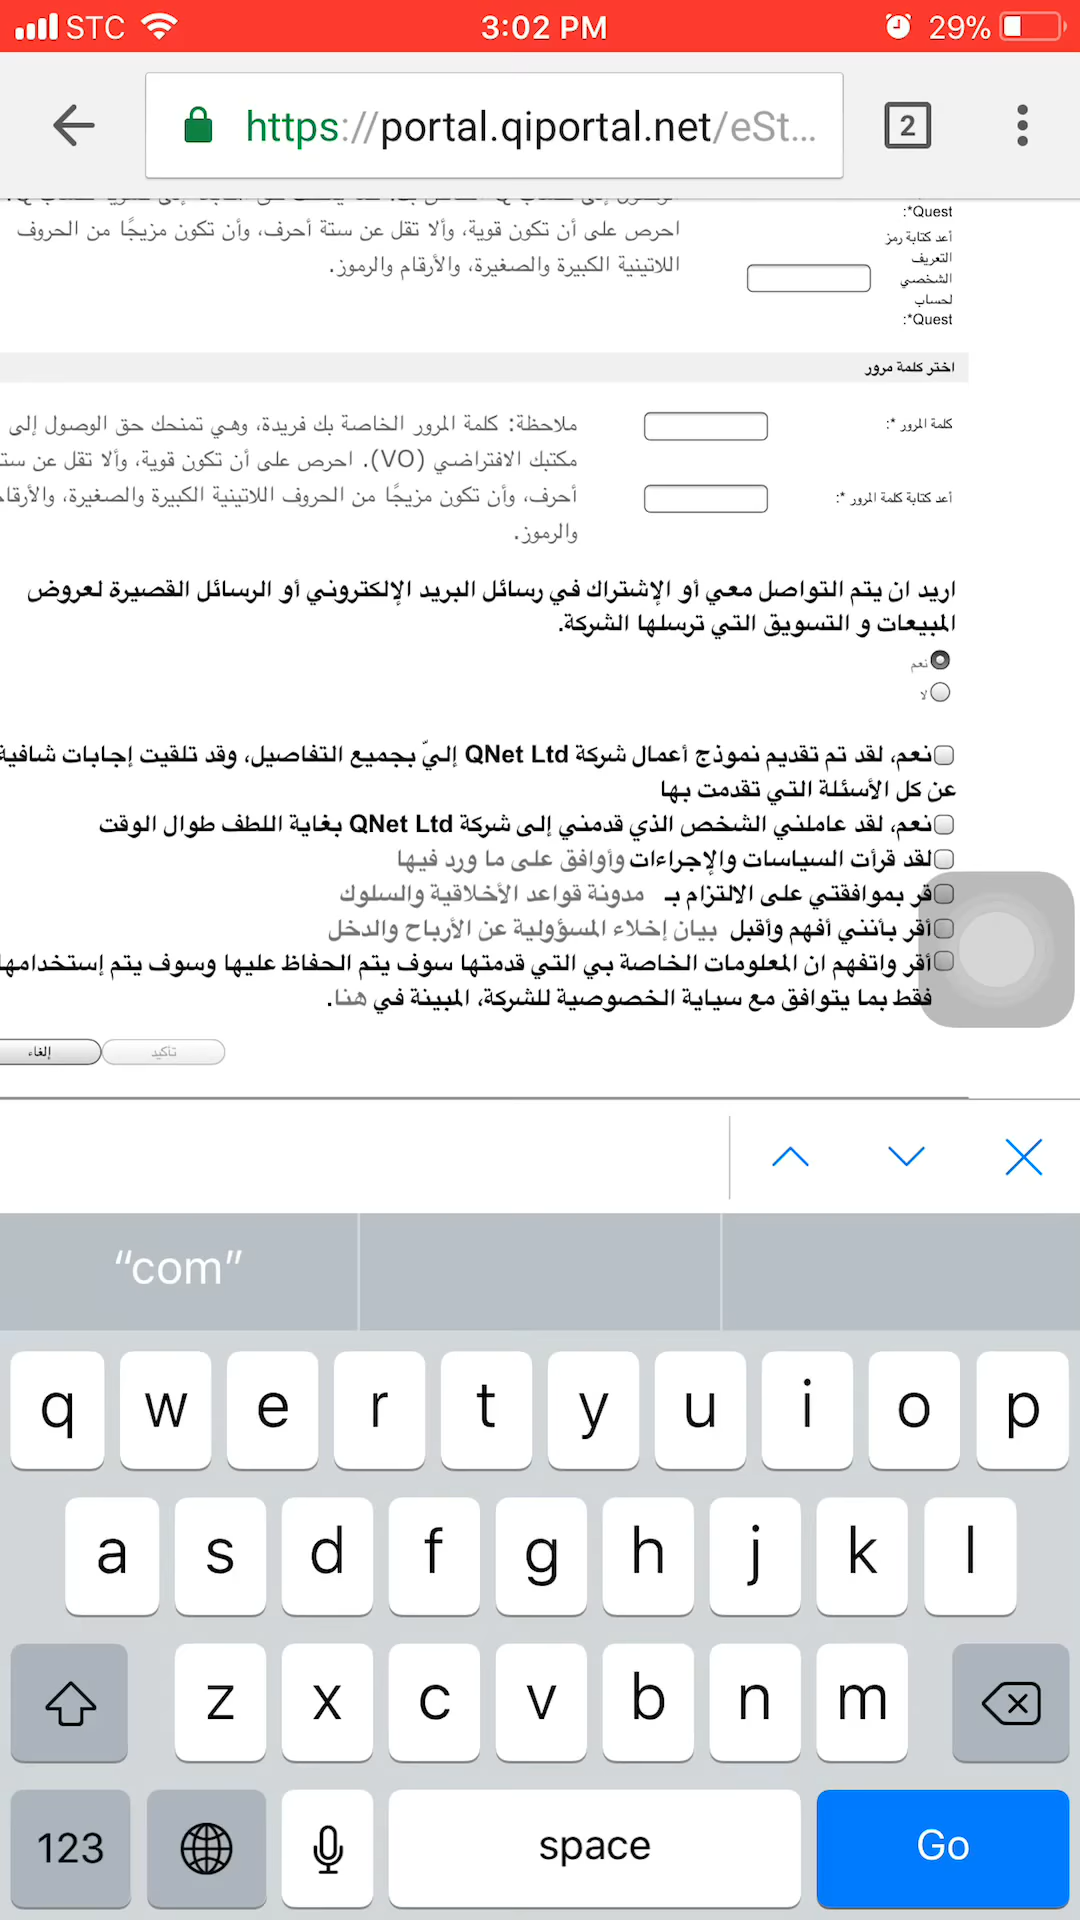 STC
3:02 PM
29%
https://portal.qiportal.net/eSt...
2
Quest*:
احرص على أن تكون قوية، وألا تقل عن ستة أحرف، وأن تكون مزيجًا من الحروف
اللاتينية الكبيرة والصغيرة، والأرقام والرموز.
أعد كتابة رمز
التعريف
الشخصي
لحساب
Quest*:
اختر كلمة مرور
كلمة المرور *:
ملاحظة: كلمة المرور الخاصة بك فريدة، وهي تمنحك حق الوصول إلى
مكتبك الافتراضي (VO). احرص على أن تكون قوية، وألا تقل عن
أعد كتابة كلمة المرور *:
أحرف، وأن تكون مزيجًا من الحروف اللاتينية الكبيرة والصغيرة،
والرموز.
اريد ان يتم التواصل معي أو الإشتراك في رسائل البريد الإلكتروني أو الرسائل القصيرة لعروض
المبيعات و التسويق التي ترسلها الشركة.
نعم
لا
نعم، لقد تم تقديم نموذج أعمال شركة QNet Ltd إليّ بجميع التفاصيل، وقد تلقيت إجابات شافية
عن كل الأسئلة التي تقدمت بها
نعم، لقد عاملني الشخص الذي قدمني إلى شركة QNet Ltd بغاية اللطف طوال الوقت
لقد قرأت السياسات والإجراءات وأوافق على ما ورد فيها
قر بموافقتي على الالتزام بـ مدونة قواعد الأخلاقية والسلوك
أقر بأنني أفهم وأقبل بيان إخلاء المسؤولية عن الأرباح والدخل
أقر واتفهم ان المعلومات الخاصة بي التي قدمتها سوف يتم الحفاظ عليها وسوف يتم إستخدامها
فقط بما يتوافق مع سياية الخصوصية للشركة، المبينة في هنا.
تأكيد
إلغاء
“com”
q w e r t y u i o p
a s d f g h j k l
z x c v b n m
123
space
Go